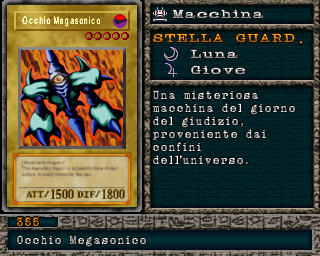 Occhio Megasonico
ATT/1500 DIF/1800
Macchina
STELLA GUARD.
Luna
Giove
Una misteriosa
macchina del giorno
del giudizio,
proveniente dai
confini
dell'universo.
355
Occhio Megasonico